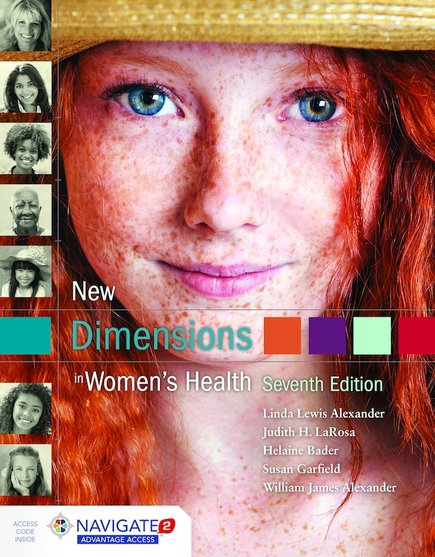 New
Dimensions
in Women's Health Seventh Edition
Linda Lewis Alexander
Judith H. LaRosa
Helaine Bader
Susan Garfield
William James Alexander
ACCESS
CODE
INSIDE
NAVIGATE 2
ADVANTAGE ACCESS